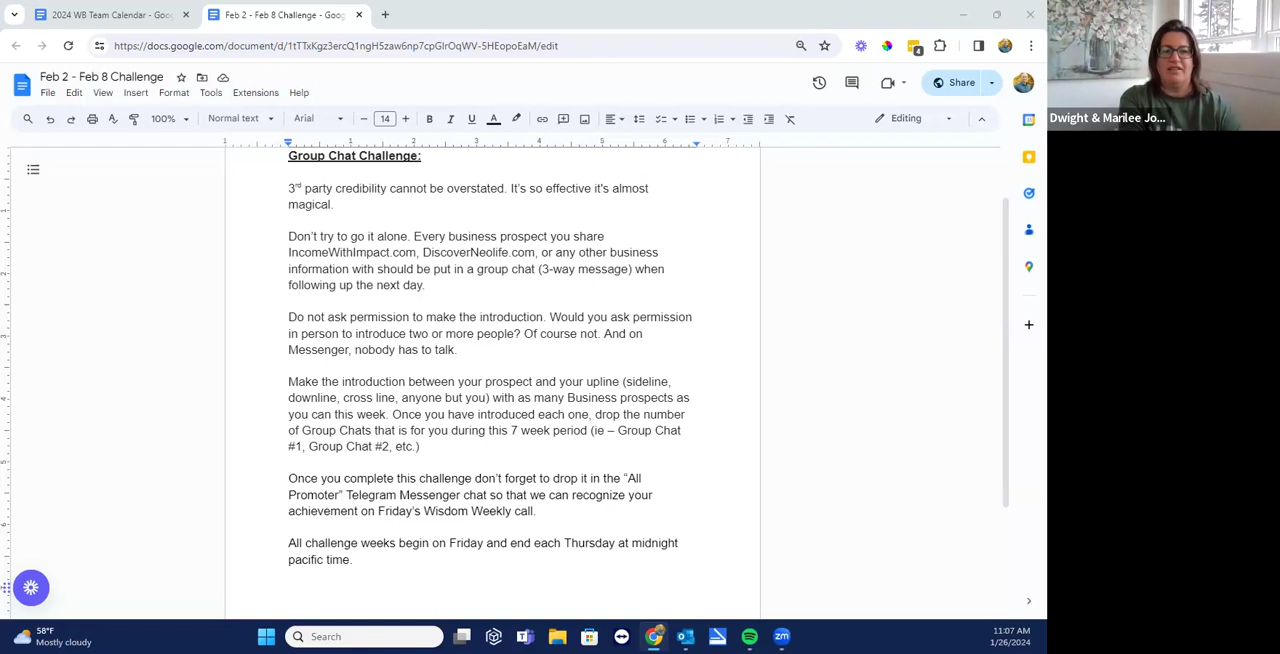 2024 WB Team Calendar - Goog
Feb 2 - Feb 8 Challenge - Goog
https://docs.google.com/document/d/1tTTxKgz3ercQ1ngH5zaw6np7cpGlrOqWV-5HEopoEaM/edit
4
Feb 2 - Feb 8 Challenge
File Edit View Insert Format Tools Extensions Help
Share
100% Normal text Arial 14 B I U A Editing
1 1 2 3 4 5 6 7
Group Chat Challenge:
3rd party credibility cannot be overstated. It's so effective it's almost
magical.
Don't try to go it alone. Every business prospect you share
IncomeWithImpact.com, DiscoverNeolife.com, or any other business
information with should be put in a group chat (3-way message) when
following up the next day.
Do not ask permission to make the introduction. Would you ask permission
in person to introduce two or more people? Of course not. And on
Messenger, nobody has to talk.
Make the introduction between your prospect and your upline (sideline,
downline, cross line, anyone but you) with as many Business prospects as
you can this week. Once you have introduced each one, drop the number
of Group Chats that is for you during this 7 week period (ie – Group Chat
#1, Group Chat #2, etc.)
Once you complete this challenge don't forget to drop it in the “All
Promoter” Telegram Messenger chat so that we can recognize your
achievement on Friday's Wisdom Weekly call.
All challenge weeks begin on Friday and end each Thursday at midnight
pacific time.
Dwight & Marilee Jo...
58°F
Mostly cloudy
Search
zm
11:07 AM
1/26/2024